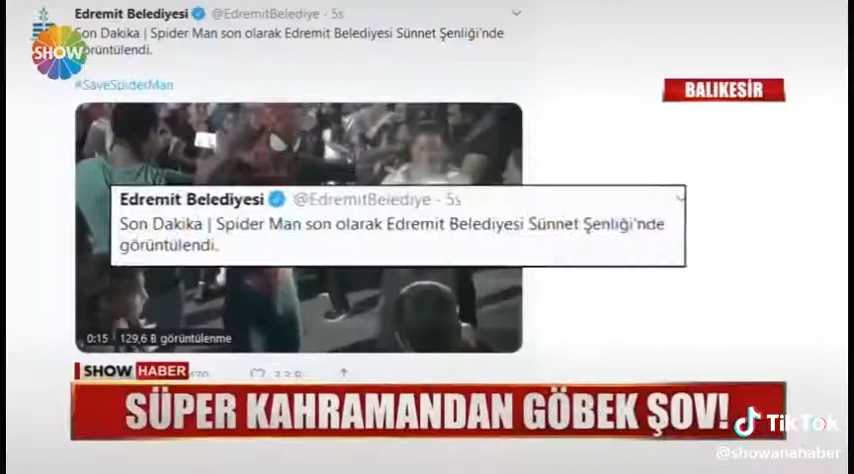 Edremit Belediyesi @EdremitBelediye · 5s
Son Dakika | Spider Man son olarak Edremit Belediyesi Sünnet Şenliği'nde
görüntülendi.
SHOW
#SaveSpiderMan
BALIKESİR
Edremit Belediyesi @EdremitBelediye · 5s
Son Dakika | Spider Man son olarak Edremit Belediyesi Sünnet Şenliği'nde
görüntülendi.
0:15 | 129,6 B görüntülenme
SHOW HABER
SÜPER KAHRAMANDAN GÖBEK ŞOV!
TikTok
@showanahaber